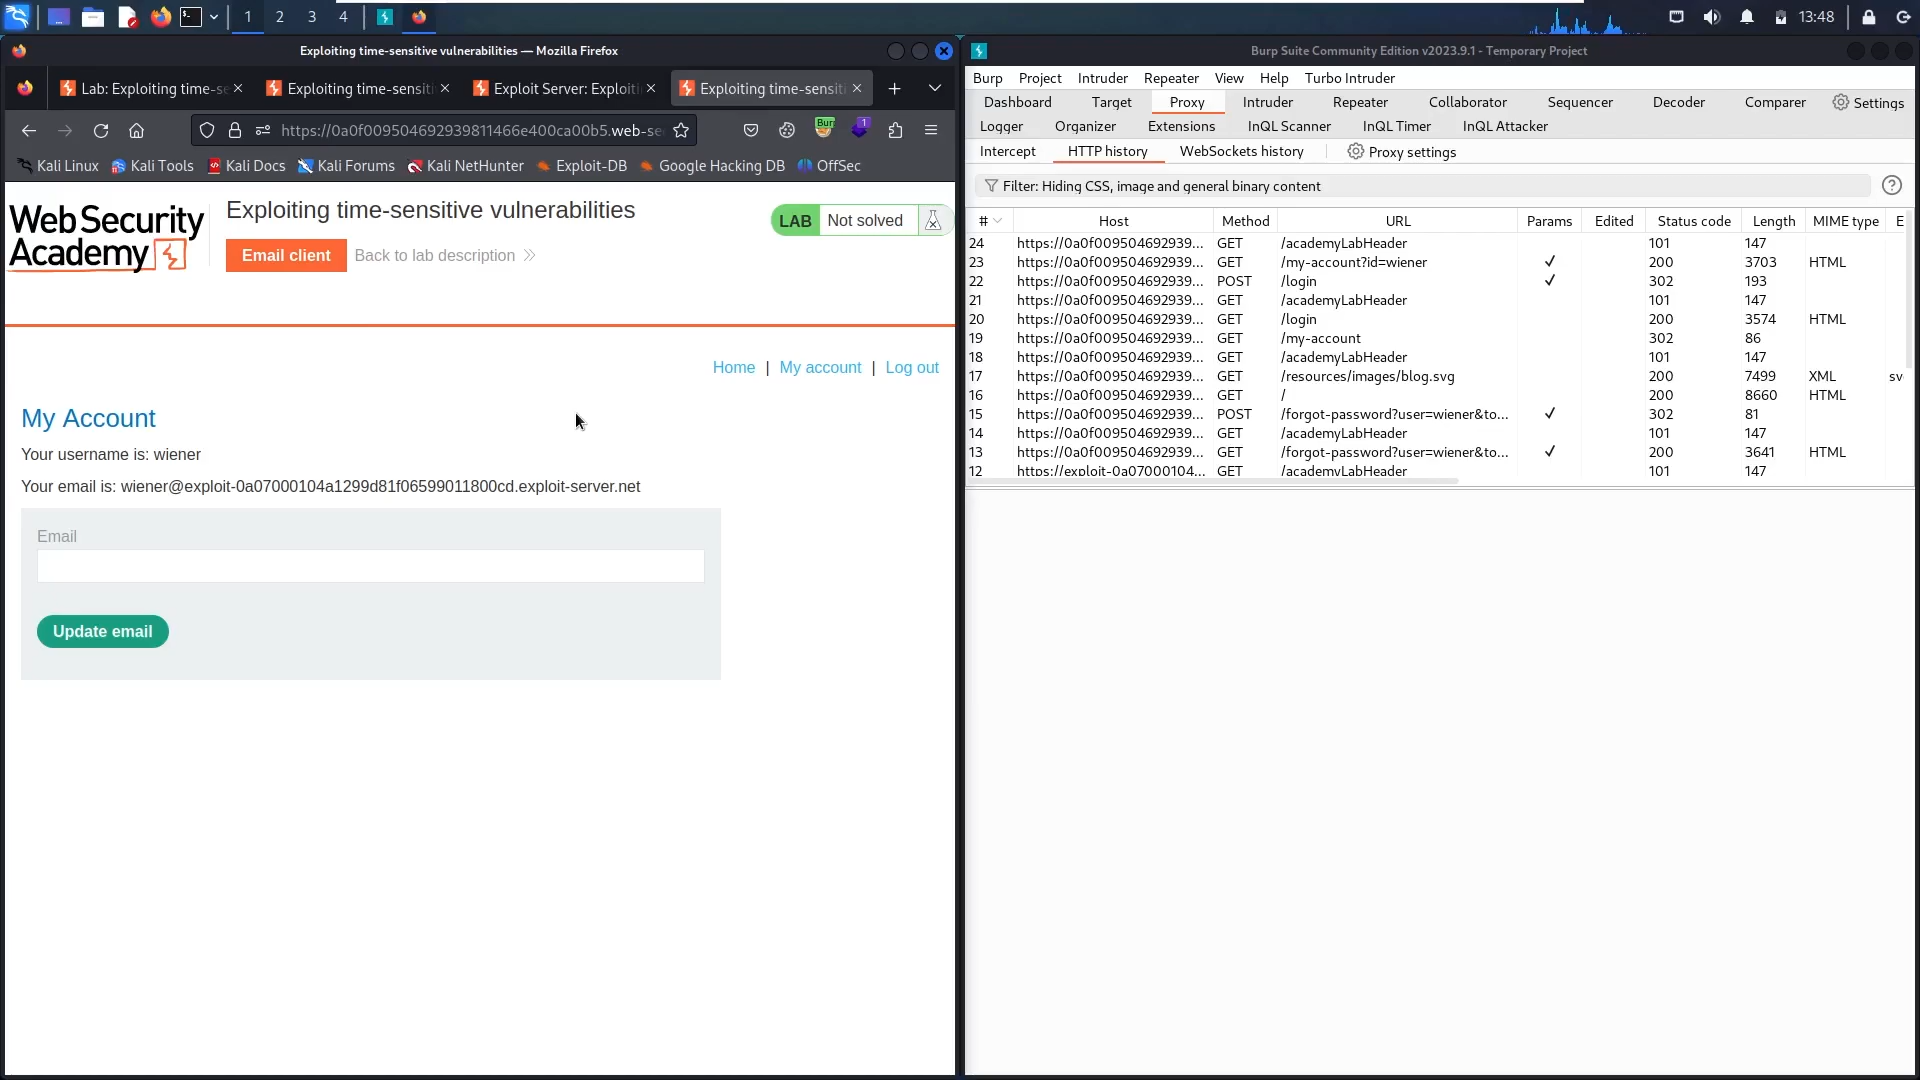 1 2 3 4
13:48
Exploiting time-sensitive vulnerabilities — Mozilla Firefox
Lab: Exploiting time-se
Exploiting time-sensiti
Exploit Server: Exploiti
Exploiting time-sensiti
https://0a0f009504692939811466e400ca00b5.web-se
Burp
1
Kali Linux
Kali Tools
Kali Docs
Kali Forums
Kali NetHunter
Exploit-DB
Google Hacking DB
OffSec
Web Security
Academy
Exploiting time-sensitive vulnerabilities
LAB Not solved
Email client
Back to lab description
Home | My account | Log out
My Account
Your username is: wiener
Your email is: wiener@exploit-0a07000104a1299d81f06599011800cd.exploit-server.net
Email
Update email
Burp Suite Community Edition v2023.9.1 - Temporary Project
Burp Project Intruder Repeater View Help Turbo Intruder
Dashboard Target Proxy Intruder Repeater Collaborator Sequencer Decoder Comparer Settings
Logger Organizer Extensions InQL Scanner InQL Timer InQL Attacker
Intercept HTTP history WebSockets history Proxy settings
Filter: Hiding CSS, image and general binary content ?
# Host Method URL Params Edited Status code Length MIME type E
24 https://0a0f009504692939... GET /academyLabHeader 101 147
23 https://0a0f009504692939... GET /my-account?id=wiener ✓ 200 3703 HTML
22 https://0a0f009504692939... POST /login ✓ 302 193
21 https://0a0f009504692939... GET /academyLabHeader 101 147
20 https://0a0f009504692939... GET /login 200 3574 HTML
19 https://0a0f009504692939... GET /my-account 302 86
18 https://0a0f009504692939... GET /academyLabHeader 101 147
17 https://0a0f009504692939... GET /resources/images/blog.svg 200 7499 XML sv
16 https://0a0f009504692939... GET / 200 8660 HTML
15 https://0a0f009504692939... POST /forgot-password?user=wiener&to... ✓ 302 81
14 https://0a0f009504692939... GET /academyLabHeader 101 147
13 https://0a0f009504692939... GET /forgot-password?user=wiener&to... ✓ 200 3641 HTML
12 https://exploit-0a07000104... GET /academyLabHeader 101 147